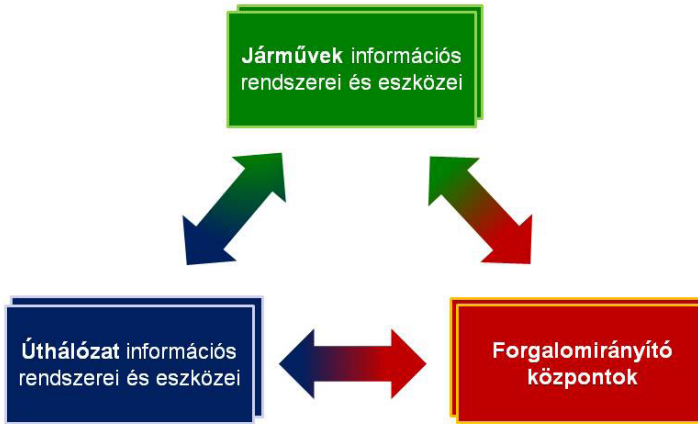 Járművek információs
rendszerei és eszközei
Úthálózat információs
rendszerei és eszközei
Forgalomirányító
központok